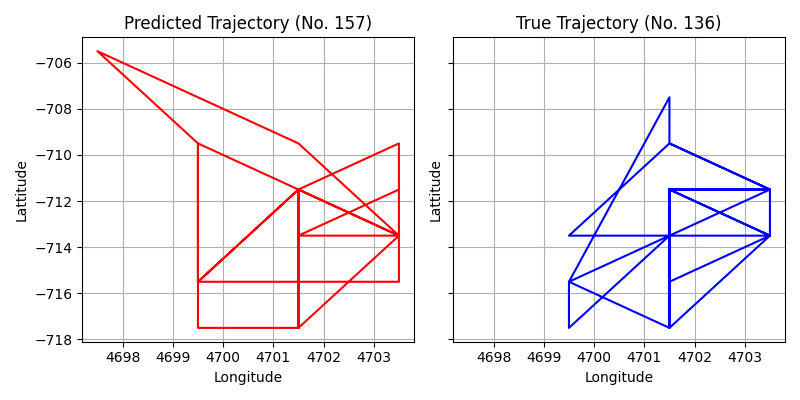 Predicted Trajectory (No. 157)
True Trajectory (No. 136)
Lattitude
−706
−708
−710
−712
−714
−716
−718
4698 4699 4700 4701 4702 4703
Longitude
Lattitude
4698 4699 4700 4701 4702 4703
Longitude